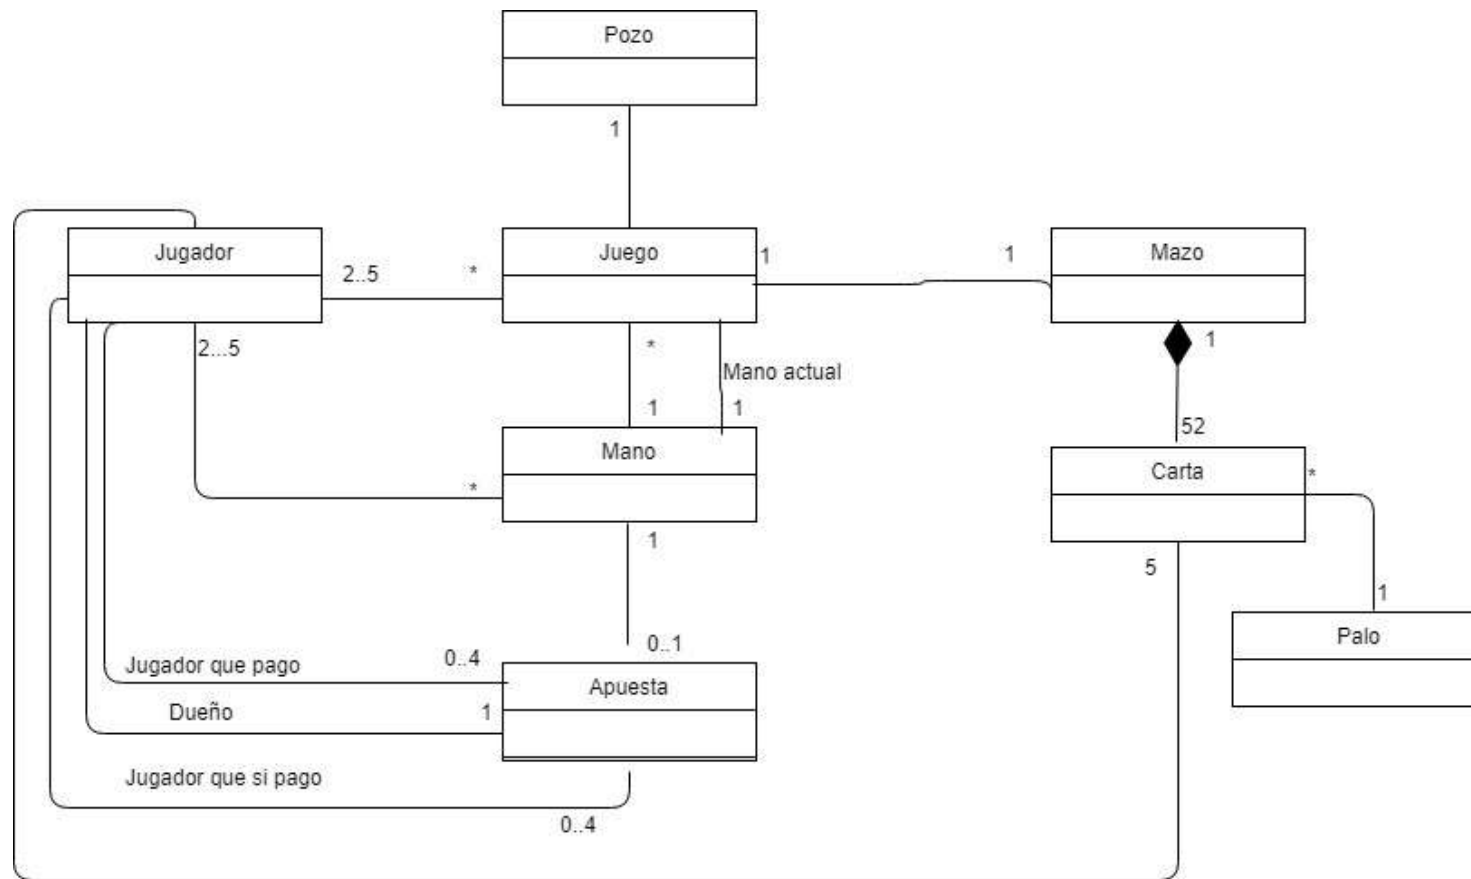 Pozo
1
Jugador
2..5
*
Juego
1
1
Mazo
2...5
*
Mano actual
1
1
1
52
Mano
Carta
*
*
1
5
1
0..1
Palo
Jugador que pago
0..4
Apuesta
Dueño
1
Jugador que si pago
0..4